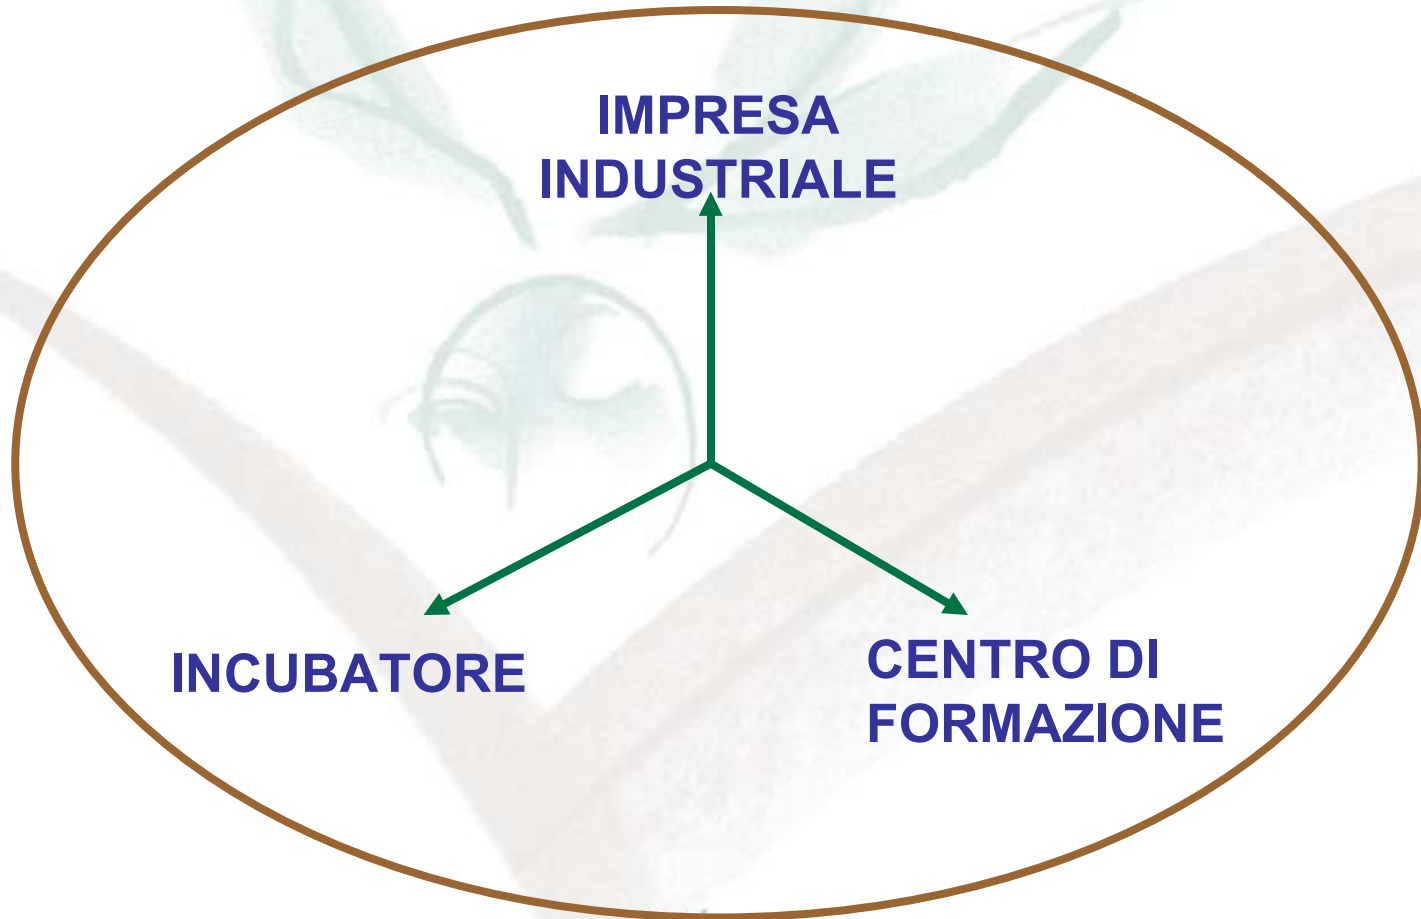 IMPRESA
INDUSTRIALE
INCUBATORE
CENTRO DI
FORMAZIONE